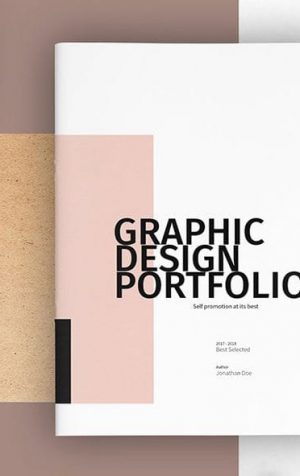 GRAPHIC
DESIGN
PORTFOLIO
Self promotion at its best
2017 - 2018
Best Selected
Author
Jonathan Doe